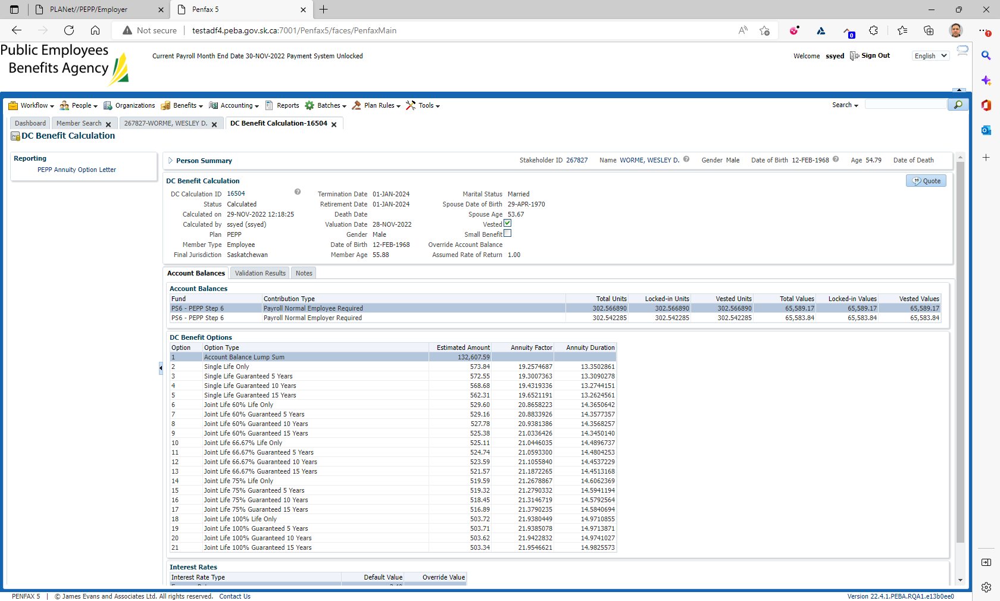 PLANet//PEPP/Employer
Penfax 5
Not secure testadf4.peba.gov.sk.ca:7001/Penfax5/faces/PenfaxMain
0
Public Employees
Benefits Agency
Current Payroll Month End Date 30-NOV-2022 Payment System Unlocked
Welcome ssyed Sign Out English
Workflow People Organizations Benefits Accounting Reports Batches Plan Rules Tools Search
Dashboard Member Search 267827-WORME, WESLEY D. DC Benefit Calculation-16504
DC Benefit Calculation
Reporting
PEPP Annuity Option Letter
Person Summary Stakeholder ID 267827 Name WORME, WESLEY D. Gender Male Date of Birth 12-FEB-1968 Age 54.79 Date of Death
DC Benefit Calculation Quote
DC Calculation ID 16504 Termination Date 01-JAN-2024 Marital Status Married
Status Calculated Retirement Date 01-JAN-2024 Spouse Date of Birth 29-APR-1970
Calculated on 29-NOV-2022 12:18:25 Death Date Spouse Age 53.67
Calculated by ssyed (ssyed) Valuation Date 28-NOV-2022 Vested
Plan PEPP Gender Male Small Benefit
Member Type Employee Date of Birth 12-FEB-1968 Override Account Balance
Final Jurisdiction Saskatchewan Member Age 55.88 Assumed Rate of Return 1.00
Account Balances Validation Results Notes
Account Balances
Fund Contribution Type Total Units Locked-in Units Vested Units Total Values Locked-in Values Vested Values
PS6 - PEPP Step 6 Payroll Normal Employee Required 302.566890 302.566890 302.566890 65,589.17 65,589.17 65,589.17
PS6 - PEPP Step 6 Payroll Normal Employer Required 302.542285 302.542285 302.542285 65,583.84 65,583.84 65,583.84
DC Benefit Options
Option Option Type Estimated Amount Annuity Factor Annuity Duration
1 Account Balance Lump Sum 132,607.59
2 Single Life Only 573.84 19.2574687 13.3502861
3 Single Life Guaranteed 5 Years 572.55 19.3007363 13.3090278
4 Single Life Guaranteed 10 Years 568.68 19.4319336 13.2744151
5 Single Life Guaranteed 15 Years 562.31 19.6521191 13.2624561
6 Joint Life 60% Life Only 529.60 20.8658223 14.3650642
7 Joint Life 60% Guaranteed 5 Years 529.16 20.8833926 14.3577357
8 Joint Life 60% Guaranteed 10 Years 527.78 20.9381386 14.3568257
9 Joint Life 60% Guaranteed 15 Years 525.38 21.0336426 14.3450140
10 Joint Life 66.67% Life Only 525.11 21.0446035 14.4896737
11 Joint Life 66.67% Guaranteed 5 Years 524.74 21.0593300 14.4804253
12 Joint Life 66.67% Guaranteed 10 Years 523.59 21.1055840 14.4537229
13 Joint Life 66.67% Guaranteed 15 Years 521.57 21.1872265 14.4513168
14 Joint Life 75% Life Only 519.59 21.2678867 14.6062369
15 Joint Life 75% Guaranteed 5 Years 519.32 21.2790332 14.5941194
16 Joint Life 75% Guaranteed 10 Years 518.45 21.3146719 14.5792564
17 Joint Life 75% Guaranteed 15 Years 516.89 21.3790235 14.5840694
18 Joint Life 100% Life Only 503.72 21.9380449 14.9710855
19 Joint Life 100% Guaranteed 5 Years 503.71 21.9385078 14.9713871
20 Joint Life 100% Guaranteed 10 Years 503.62 21.9422832 14.9741027
21 Joint Life 100% Guaranteed 15 Years 503.34 21.9546621 14.9825573
Interest Rates
Interest Rate Type Default Value Override Value
PENFAX 5 | © James Evans and Associates Ltd. All rights reserved. Contact Us Version 22.4.1.PEBA.RQA1.e13b0ee0